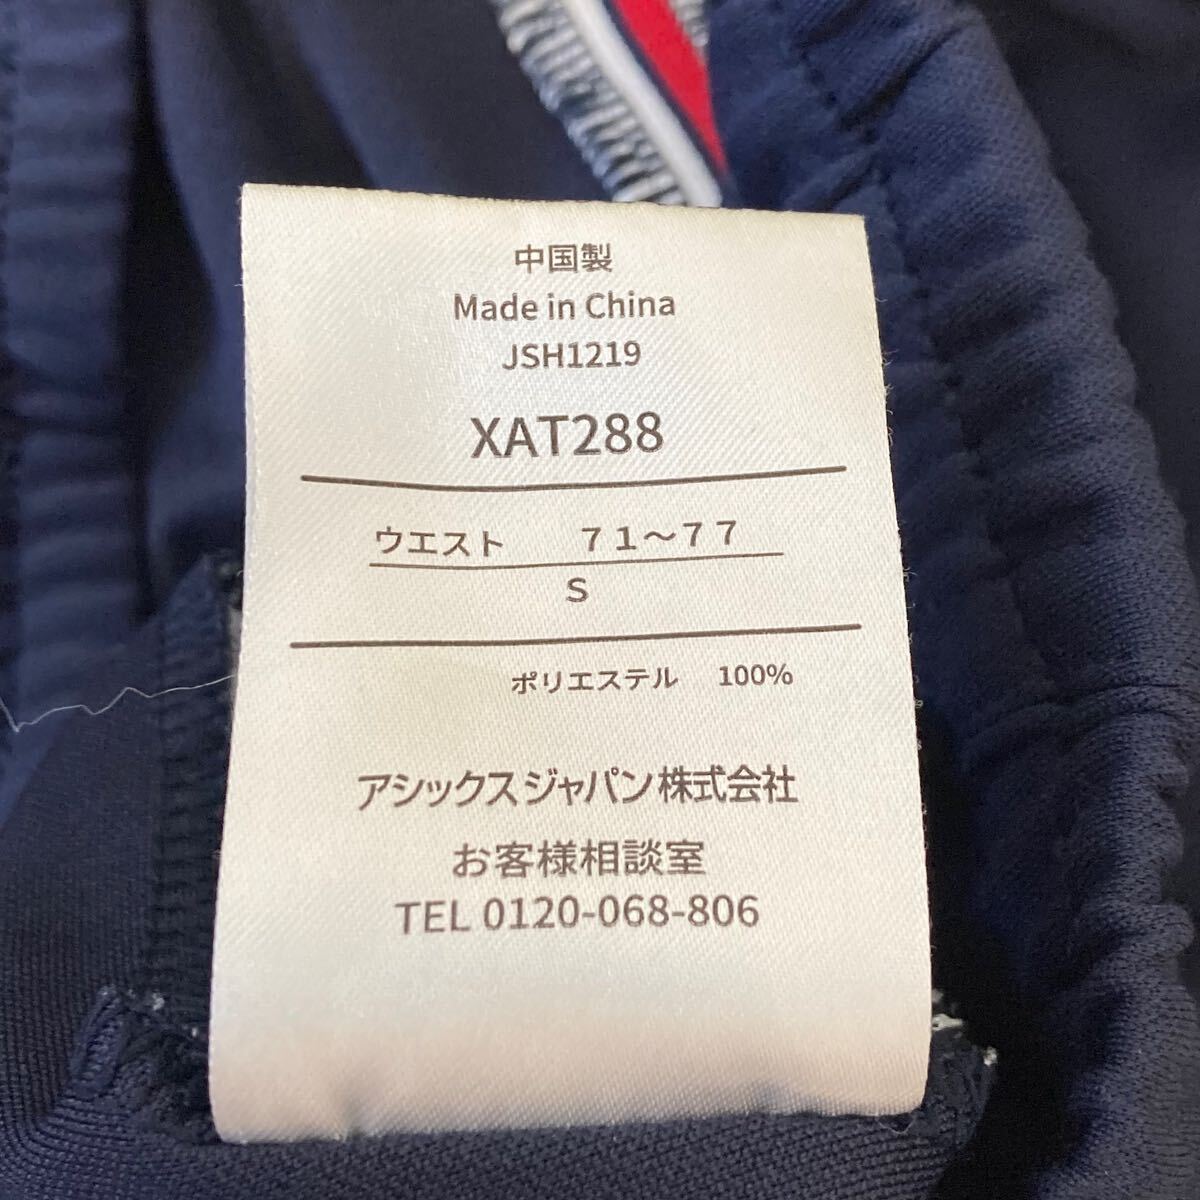 中国製
Made in China
JSH1219
XAT288
ウエスト　７１～７７
S
ポリエステル　100%
アシックスジャパン株式会社
お客様相談室
TEL 0120-068-806